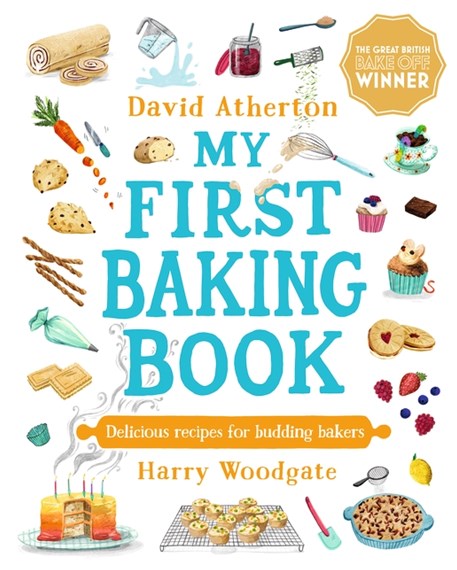 THE GREAT BRITISH
BAKE OFF
WINNER
David Atherton
MY
FIRST
BAKING
BOOK
Delicious recipes for budding bakers
Harry Woodgate